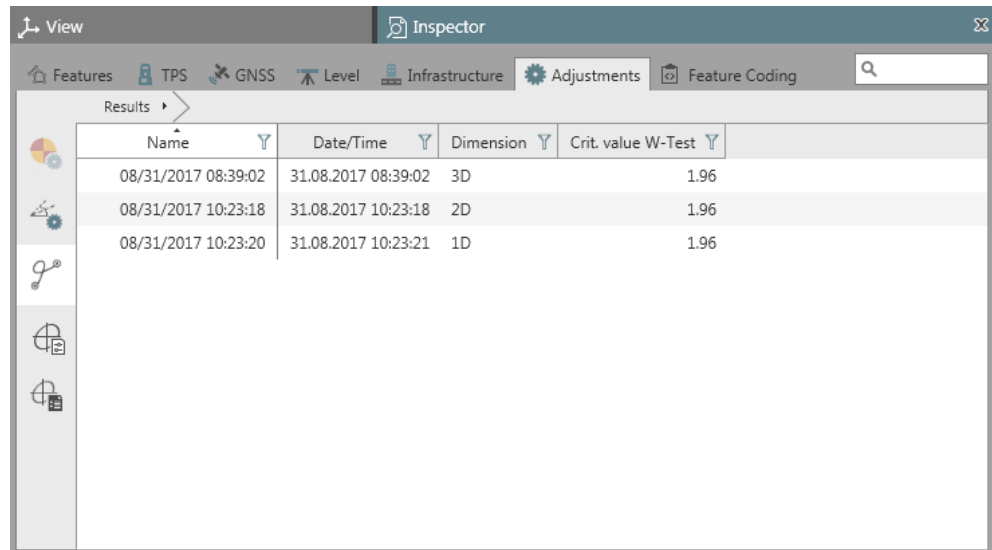 View Inspector
Features TPS GNSS Level Infrastructure Adjustments Feature Coding
Results
Name Date/Time Dimension Crit. value W-Test
08/31/2017 08:39:02 31.08.2017 08:39:02 3D 1.96
08/31/2017 10:23:18 31.08.2017 10:23:18 2D 1.96
08/31/2017 10:23:20 31.08.2017 10:23:21 1D 1.96